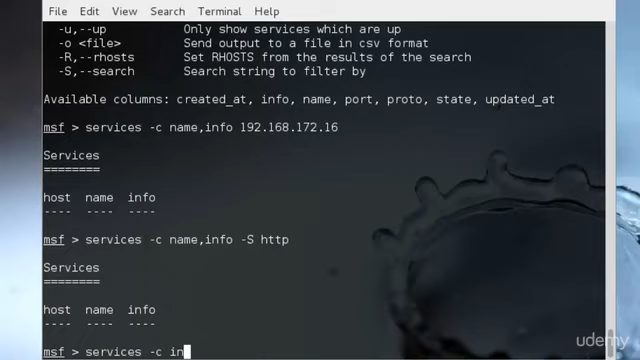 File Edit View Search Terminal Help
-u,--up Only show services which are up
-o <file> Send output to a file in csv format
-R,--rhosts Set RHOSTS from the results of the search
-S,--search Search string to filter by
Available columns: created_at, info, name, port, proto, state, updated_at
msf > services -c name,info 192.168.172.16
Services
========
host name info
---- ---- ----
msf > services -c name,info -S http
Services
========
host name info
---- ---- ----
msf > services -c in
udemy